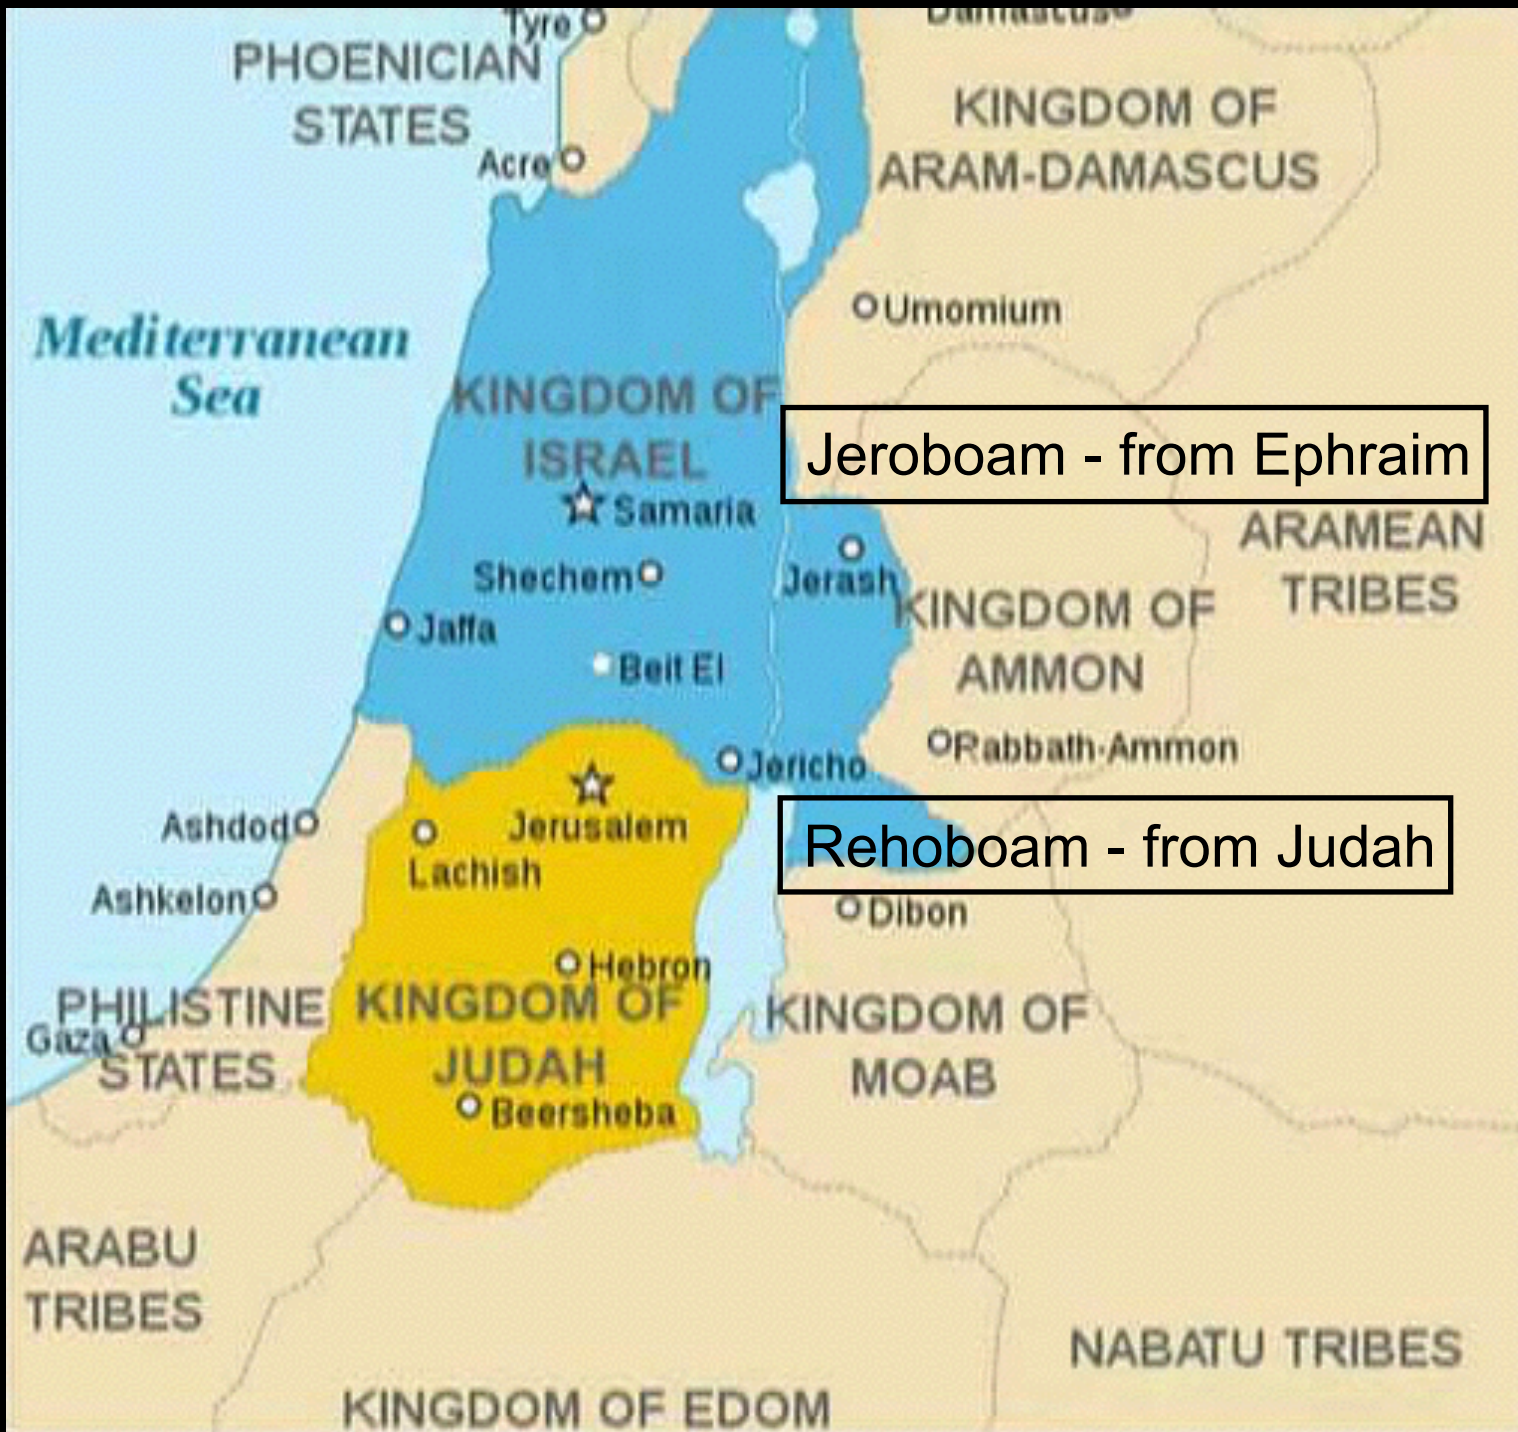 Tyre
Damascus
PHOENICIAN
STATES
KINGDOM OF
ARAM-DAMASCUS
Acre
Umomium
Mediterranean
Sea
KINGDOM OF
ISRAEL
Jeroboam - from Ephraim
Samaria
ARAMEAN
TRIBES
Shechem
Jerash
KINGDOM OF
AMMON
Jaffa
Beit El
Rabbath-Ammon
Jericho
Ashdod
Jerusalem
Rehoboam - from Judah
Lachish
Ashkelon
Dibon
Hebron
PHILISTINE
STATES
KINGDOM OF
JUDAH
KINGDOM OF
MOAB
Gaza
Beersheba
ARABU
TRIBES
NABATU TRIBES
KINGDOM OF EDOM